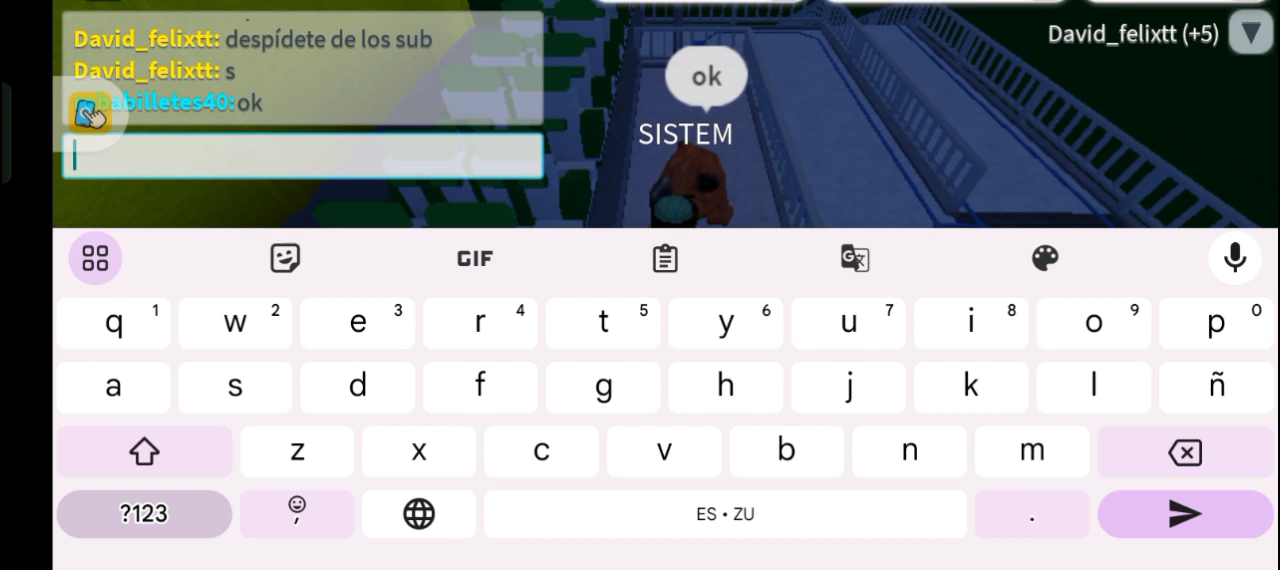 David_felixtt: despídete de los sub
David_felixtt: s
babilletes40: ok
David_felixtt (+5)
ok
SISTEM
GIF
q 1 w 2 e 3 r 4 t 5 y 6 u 7 i 8 o 9 p 0
a s d f g h j k l ñ
z x c v b n m
?123 , ES • ZU .